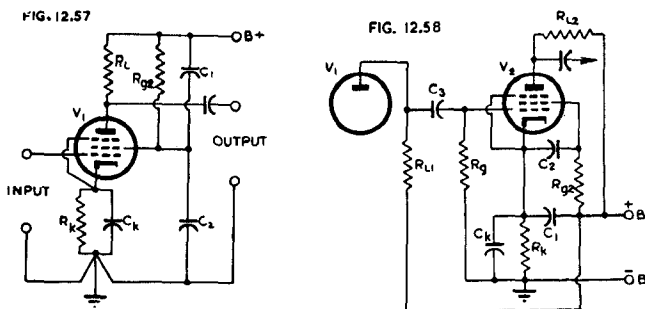 FIG. 12.57
B+
RL
Rg2
C1
V1
OUTPUT
INPUT
Rk
Ck
C2
FIG. 12.58
RL2
V1
V2
C3
RL1
Rg
C2
Rg2
+
B
Ck
C1
Rk
−
B